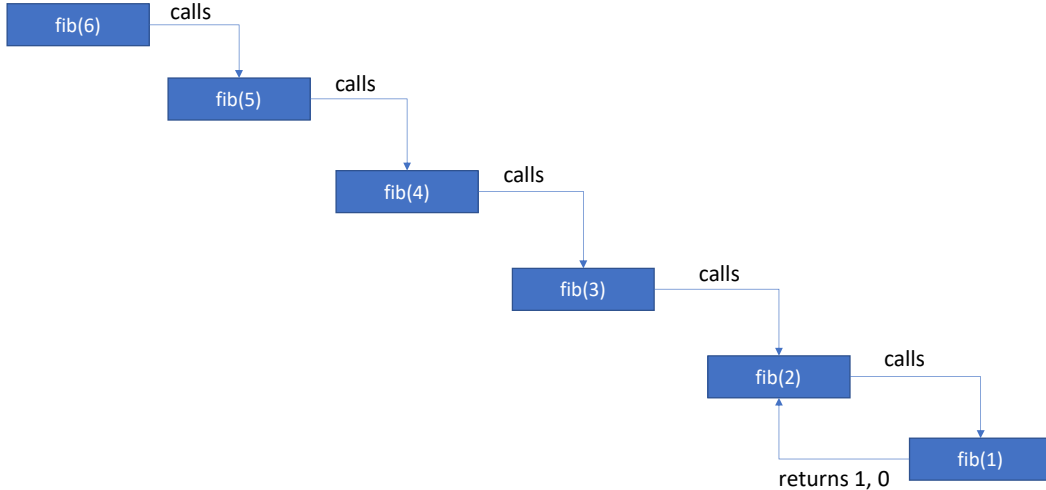 fib(6)
calls
fib(5)
calls
fib(4)
calls
fib(3)
calls
fib(2)
calls
fib(1)
returns 1, 0